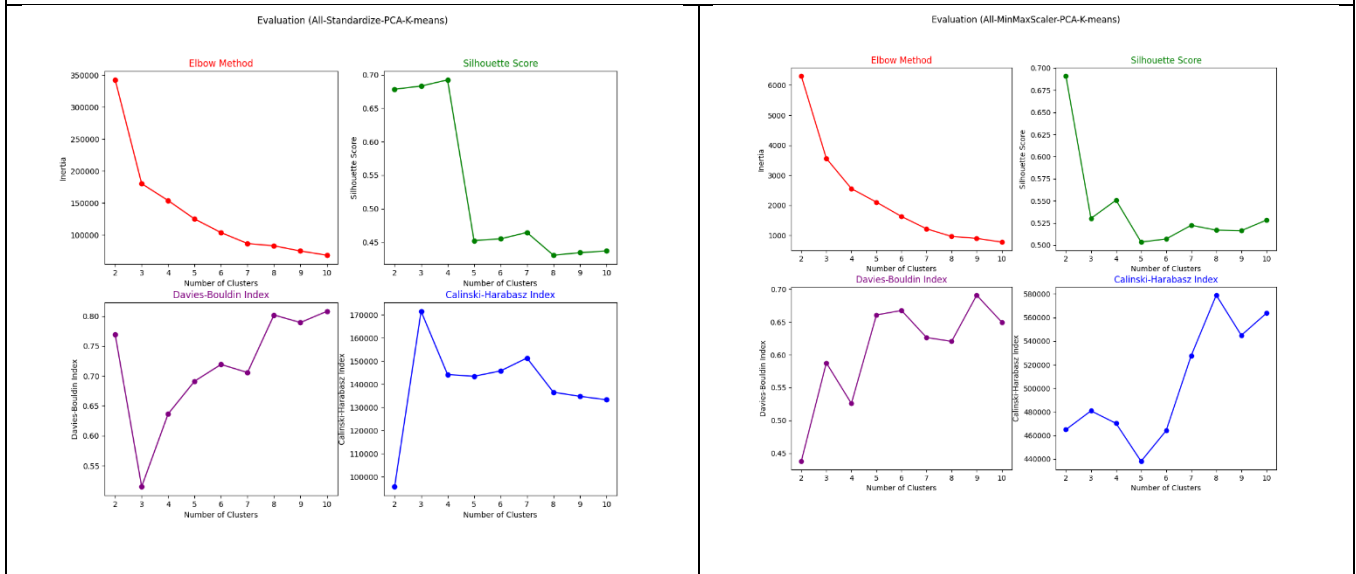 Evaluation (All-Standardize-PCA-K-means)
Elbow Method
350000
300000
250000
200000
150000
100000
Inertia
2 3 4 5 6 7 8 9 10
Number of Clusters
Silhouette Score
0.70
0.65
0.60
0.55
0.50
0.45
Silhouette Score
2 3 4 5 6 7 8 9 10
Number of Clusters
Davies-Bouldin Index
0.80
0.75
0.70
0.65
0.60
0.55
Davies-Bouldin Index
2 3 4 5 6 7 8 9 10
Number of Clusters
Calinski-Harabasz Index
170000
160000
150000
140000
130000
120000
110000
100000
Calinski-Harabasz Index
2 3 4 5 6 7 8 9 10
Number of Clusters
Evaluation (All-MinMaxScaler-PCA-K-means)
Elbow Method
6000
5000
4000
3000
2000
1000
Inertia
2 3 4 5 6 7 8 9 10
Number of Clusters
Silhouette Score
0.700
0.675
0.650
0.625
0.600
0.575
0.550
0.525
0.500
Silhouette Score
2 3 4 5 6 7 8 9 10
Number of Clusters
Davies-Bouldin Index
0.70
0.65
0.60
0.55
0.50
0.45
Davies-Bouldin Index
2 3 4 5 6 7 8 9 10
Number of Clusters
Calinski-Harabasz Index
580000
560000
540000
520000
500000
480000
460000
440000
Calinski-Harabasz Index
2 3 4 5 6 7 8 9 10
Number of Clusters